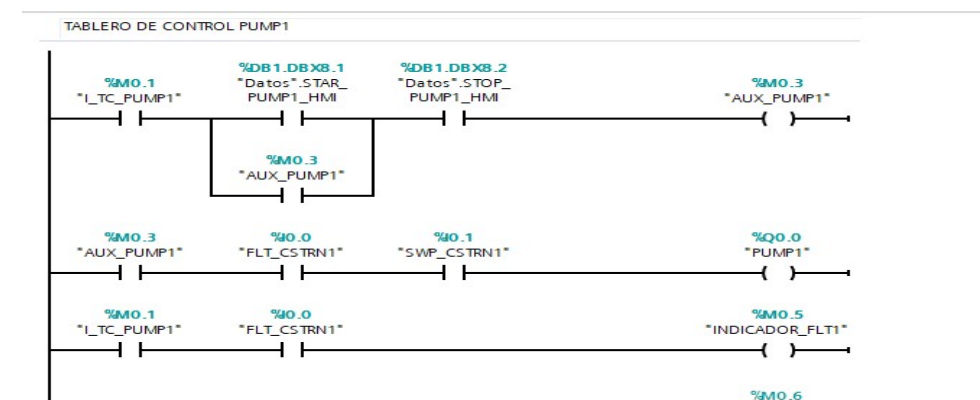 TABLERO DE CONTROL PUMP1
%DB1.DBX8.1 %DB1.DBX8.2
%M0.1 "Datos".STAR_ "Datos".STOP_ %M0.3
"I_TC_PUMP1" PUMP1_HMI PUMP1_HMI "AUX_PUMP1"
%M0.3
"AUX_PUMP1"
%M0.3 %I0.0 %I0.1 %Q0.0
"AUX_PUMP1" "FLT_CSTRN1" "SWP_CSTRN1" "PUMP1"
%M0.1 %I0.0 %M0.5
"I_TC_PUMP1" "FLT_CSTRN1" "INDICADOR_FLT1"
%M0.6